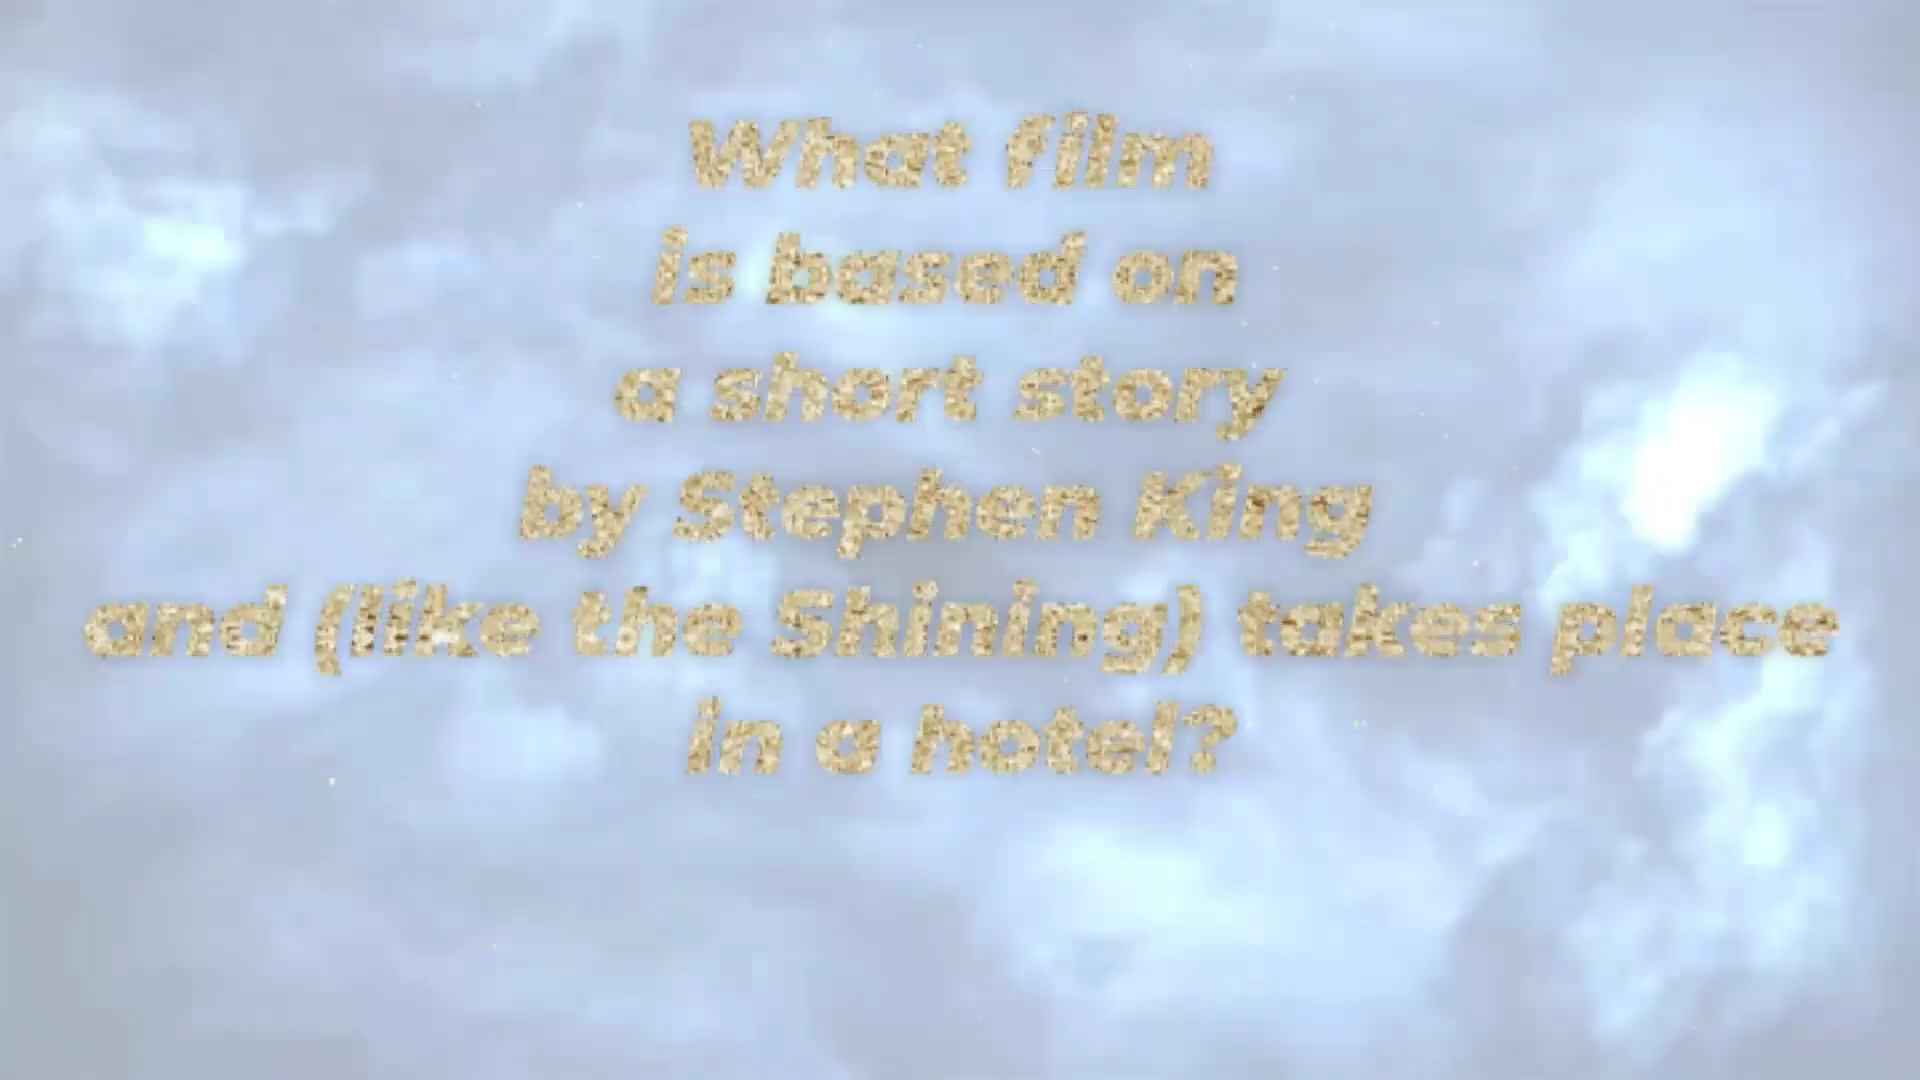 What film
is based on
a short story
by Stephen King
and (like the Shining) takes place
in a hotel?